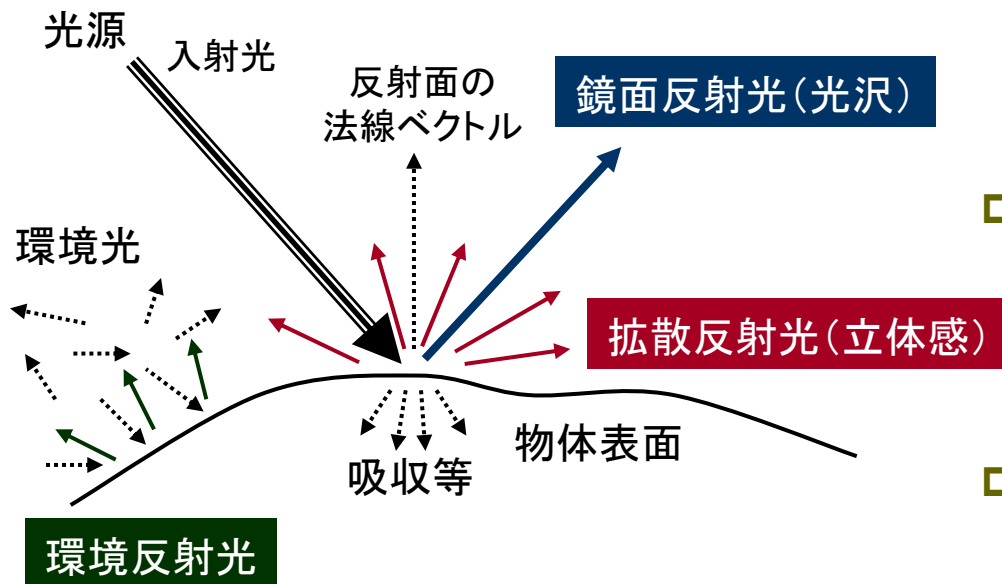 光源
入射光
反射面の
法線ベクトル
鏡面反射光(光沢)
環境光
拡散反射光(立体感)
物体表面
吸収等
環境反射光